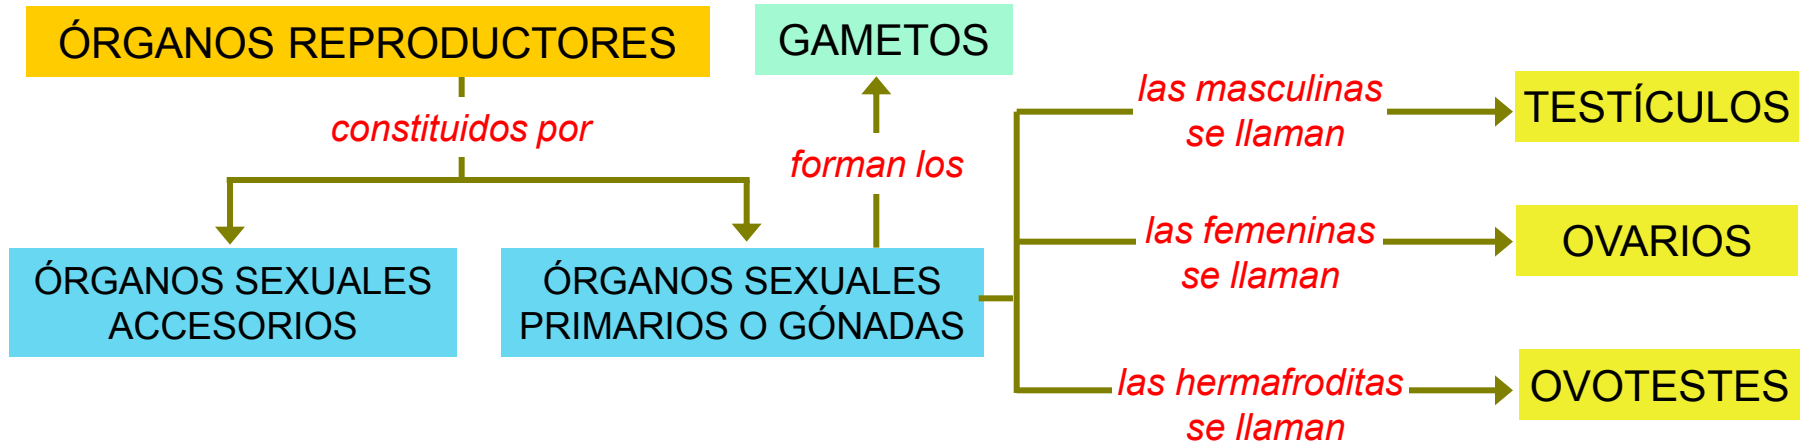 ÓRGANOS REPRODUCTORES
GAMETOS
constituidos por
forman los
ÓRGANOS SEXUALES
ACCESORIOS
ÓRGANOS SEXUALES
PRIMARIOS O GÓNADAS
las masculinas
se llaman
TESTÍCULOS
las femeninas
se llaman
OVARIOS
las hermafroditas
se llaman
OVOTESTES